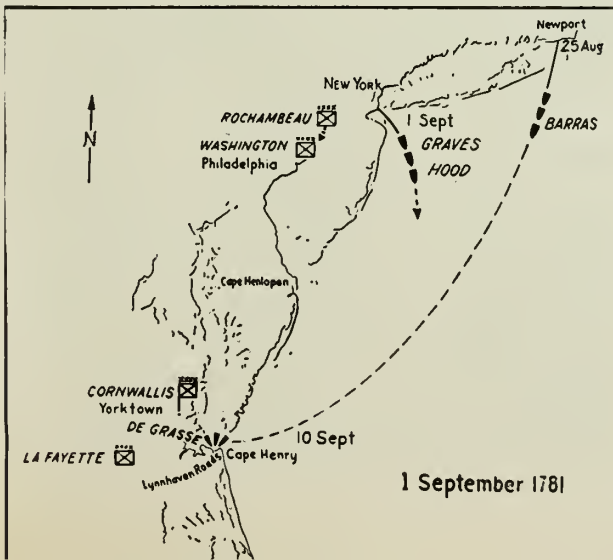 Newport
25 Aug
NEW YORK
BARRAS
ROCHAMBEAU
1 Sept
GRAVES
HOOD
N
WASHINGTON
Philadelphia
Cape Henlopan
CORNWALLIS
Yorktown
DE GRASSE
10 Sept
LA FAYETTE
Lynnhaven Roads
Cape Henry
1 September 1781